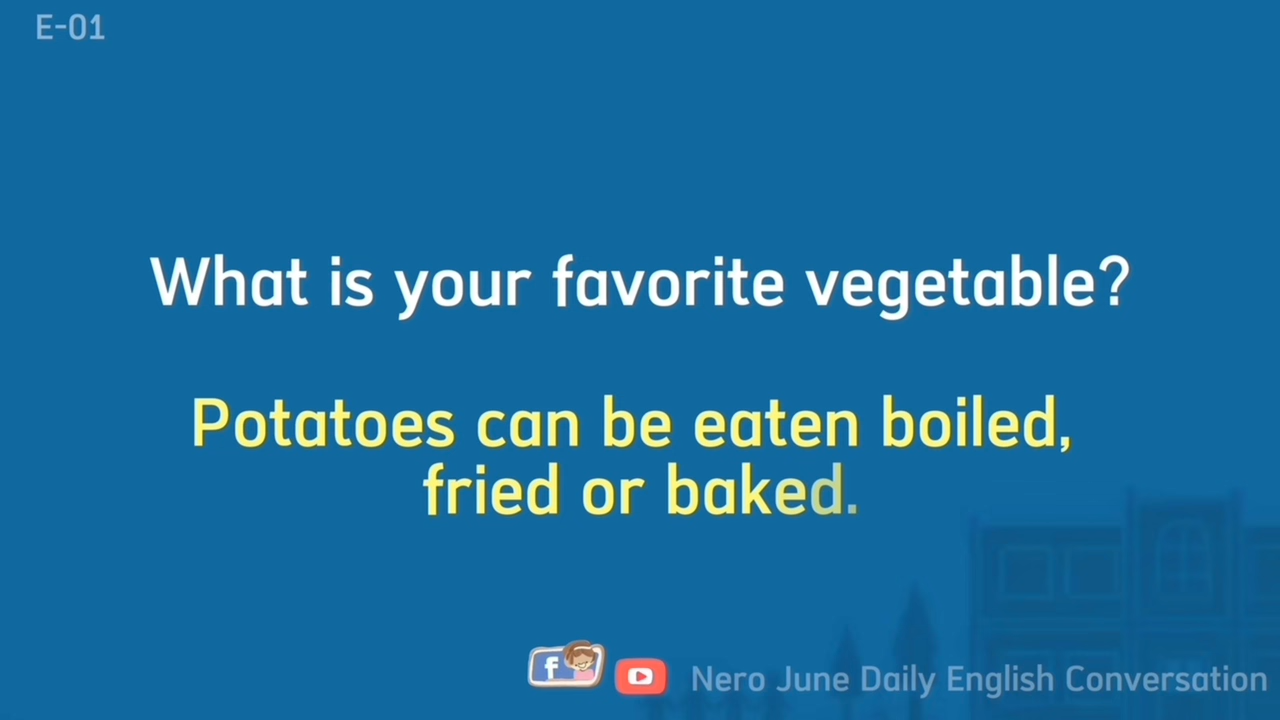 E-01
What is your favorite vegetable?
Potatoes can be eaten boiled,
fried or baked.
f
Nero June Daily English Conversation